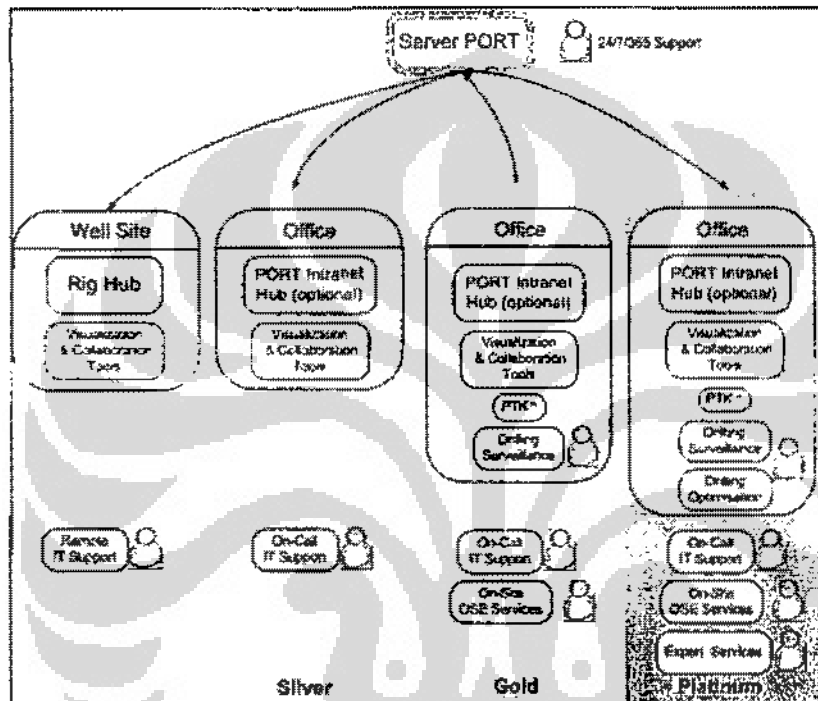 Server PORT
24/7/365 Support
Well Site
Rig Hub
Visualization
& Collaboration
Tools
Office
PORT Intranet
Hub (optional)
Visualization
& Collaboration
Tools
Office
PORT Intranet
Hub (optional)
Visualization
& Collaboration
Tools
PTK*
Drilling
Surveillance
Office
PORT Intranet
Hub (optional)
Visualization
& Collaboration
Tools
PTK*
Drilling
Surveillance
Drilling
Optimization
Remote
IT Support
On-Call
IT Support
On-Call
IT Support
On-Site
OSE Services
On-Call
IT Support
On-Site
OSE Services
Expert Services
Silver
Gold
Platinum